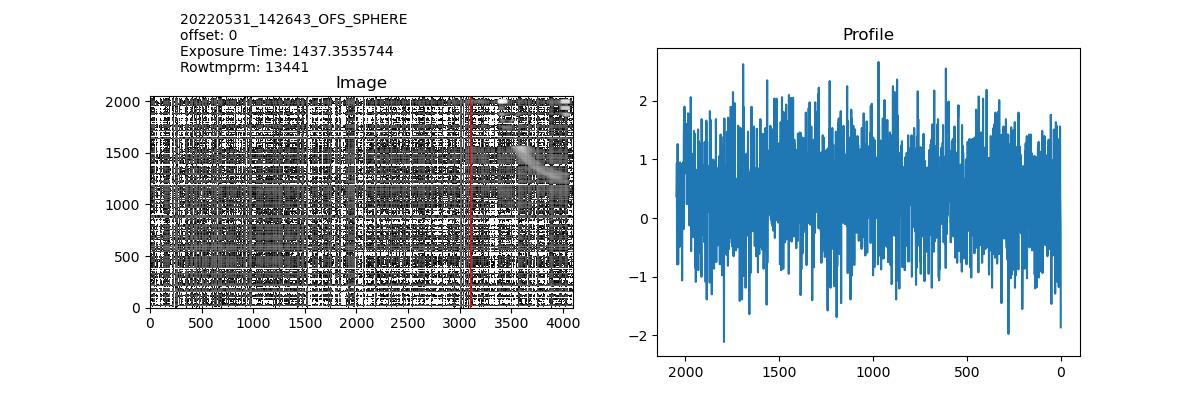 20220531_142643_OFS_SPHERE
offset: 0
Exposure Time: 1437.3535744
Rowtmprm: 13441
Image
2000
1500
1000
500
0
0 500 1000 1500 2000 2500 3000 3500 4000
Profile
2
1
0
−1
−2
2000 1500 1000 500 0